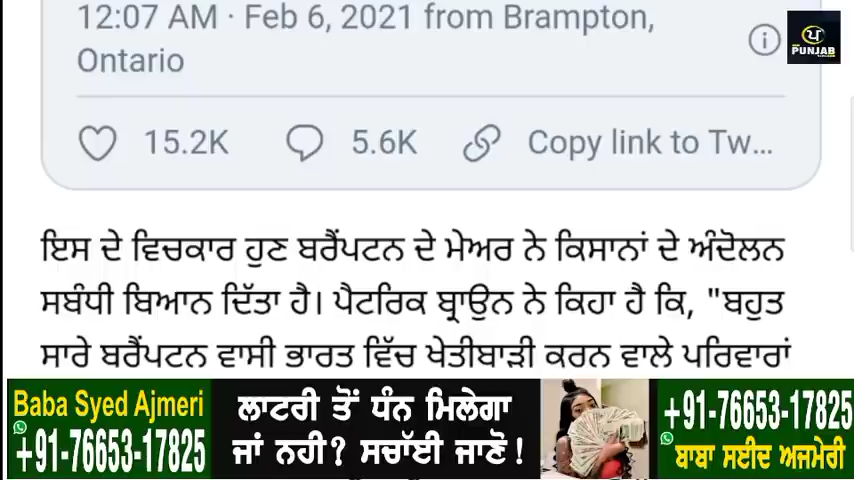 12:07 AM · Feb 6, 2021 from Brampton,
Ontario
ਪ
PUNJAB
15.2K 5.6K Copy link to Tw...
ਇਸ ਦੇ ਵਿਚਕਾਰ ਹੁਣ ਬਰੈਂਪਟਨ ਦੇ ਮੇਅਰ ਨੇ ਕਿਸਾਨਾਂ ਦੇ ਅੰਦੋਲਨ
ਸਬੰਧੀ ਬਿਆਨ ਦਿੱਤਾ ਹੈ। ਪੈਟਰਿਕ ਬ੍ਰਾਉਨ ਨੇ ਕਿਹਾ ਹੈ ਕਿ, "ਬਹੁਤ
ਸਾਰੇ ਬਰੈਂਪਟਨ ਵਾਸੀ ਭਾਰਤ ਵਿੱਚ ਖੇਤੀਬਾੜੀ ਕਰਨ ਵਾਲੇ ਪਰਿਵਾਰਾਂ
Baba Syed Ajmeri
+91-76653-17825
ਲਾਟਰੀ ਤੋਂ ਧੰਨ ਮਿਲੇਗਾ
ਜਾਂ ਨਹੀ? ਸਚਾੱਈ ਜਾਣੋ!
+91-76653-17825
ਬਾਬਾ ਸਈਦ ਅਜਮੇਰੀ